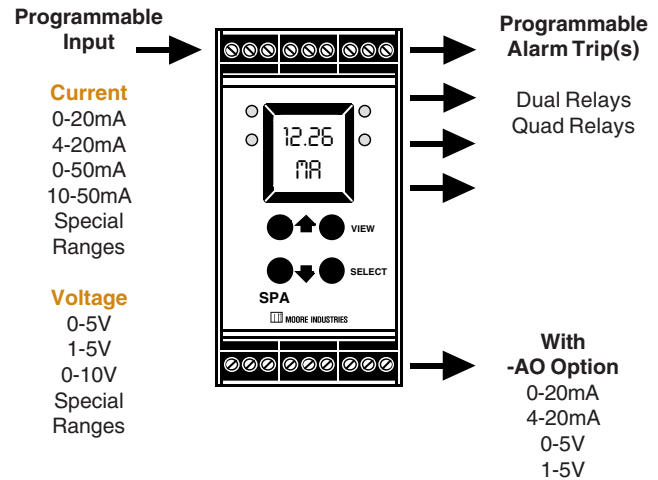 Programmable
Input
Current
0-20mA
4-20mA
0-50mA
10-50mA
Special
Ranges
Voltage
0-5V
1-5V
0-10V
Special
Ranges
12.26
MA
VIEW
SELECT
SPA
MOORE INDUSTRIES
Programmable
Alarm Trip(s)
Dual Relays
Quad Relays
With
-AO Option
0-20mA
4-20mA
0-5V
1-5V